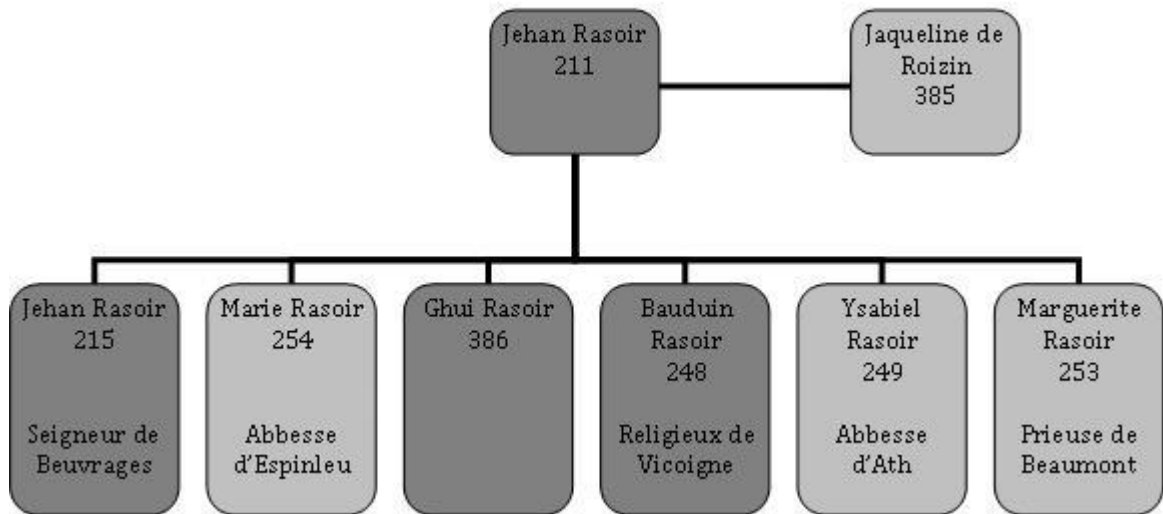 Jehan Rasoir
211
Jaqueline de
Roizin
385
Jehan Rasoir
215
Seigneur de
Beuvrages
Marie Rasoir
254
Abbesse
d'Espinleu
Ghui Rasoir
386
Bauduin
Rasoir
248
Religieux de
Vicoigne
Ysabiel
Rasoir
249
Abbesse
d'Ath
Marguerite
Rasoir
253
Prieuse de
Beaumont